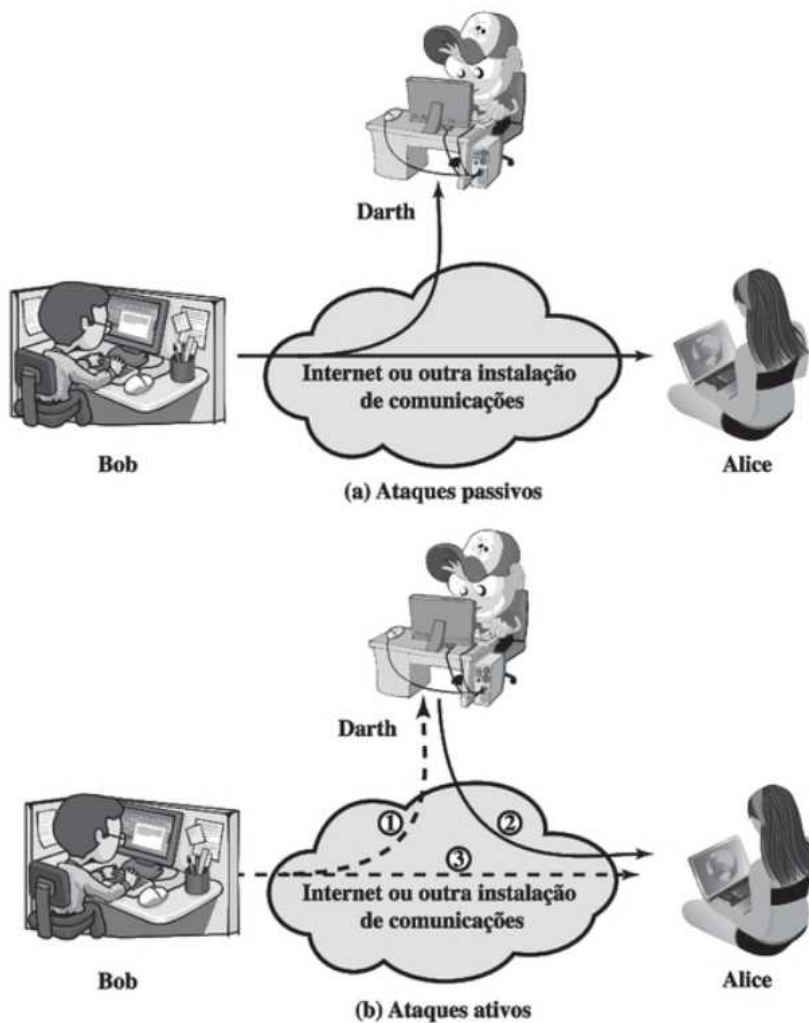 Darth
Internet ou outra instalação
de comunicações
Bob
Alice
(a) Ataques passivos
Darth
①
②
③
Internet ou outra instalação
de comunicações
Bob
Alice
(b) Ataques ativos